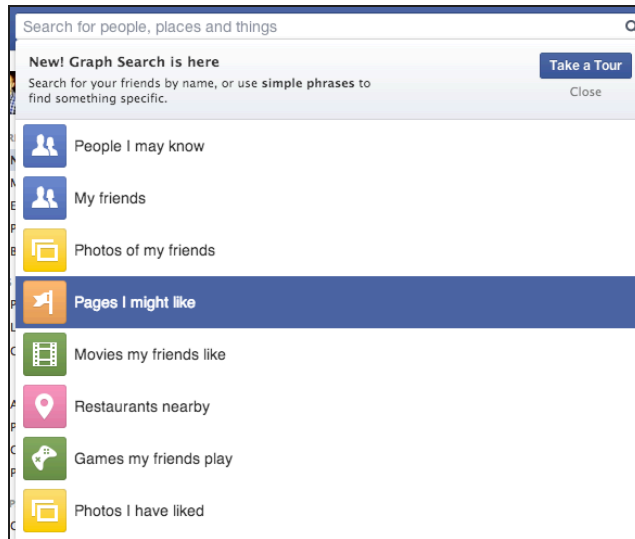 Search for people, places and things
New! Graph Search is here
Take a Tour
Search for your friends by name, or use simple phrases to
find something specific.
Close
People I may know
My friends
Photos of my friends
Pages I might like
Movies my friends like
Restaurants nearby
Games my friends play
Photos I have liked